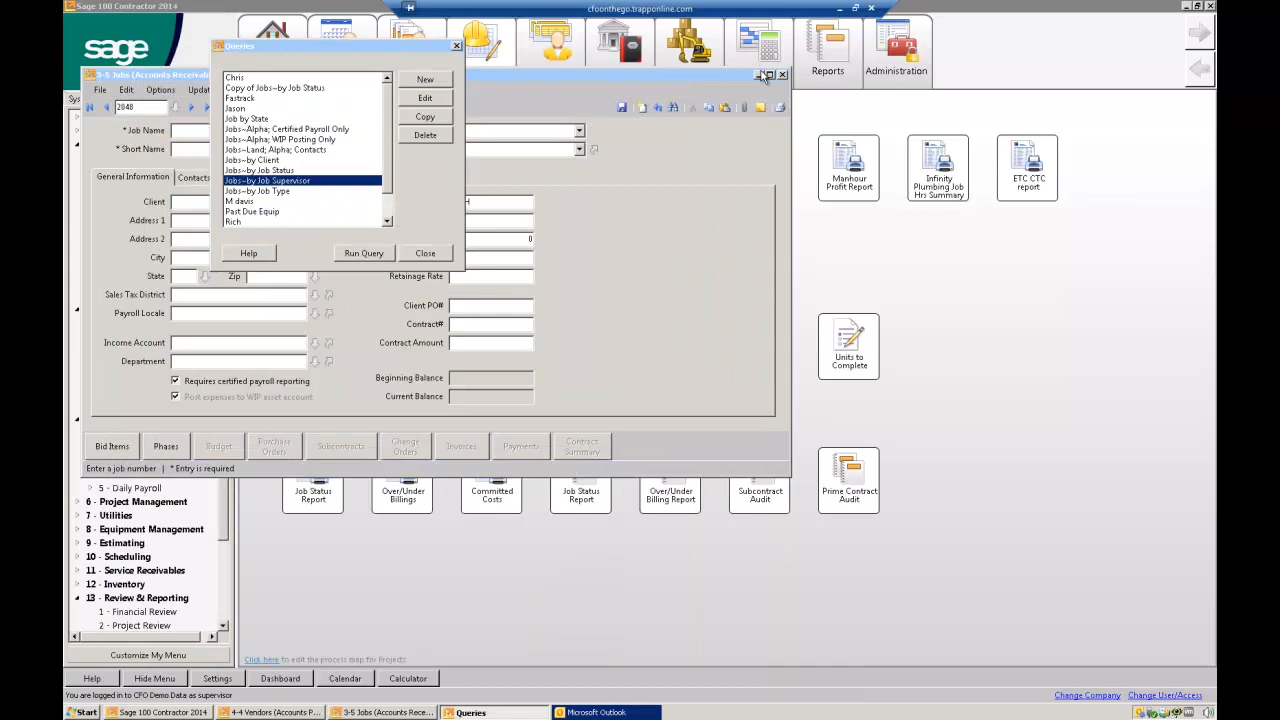 Sage 100 Contractor 2014
cfoonthego.trapponline.com
sage
Reports
Administration
3-5 Jobs (Accounts Receivab
File
Edit
Options
Updat
2048
* Job Name
* Short Name
General Information
Contacts
Client
Address 1
Address 2
0
City
State
Zip
Retainage Rate
Sales Tax District
Payroll Locale
Client PO#
Contract#
Income Account
Contract Amount
Department
Requires certified payroll reporting
Post expenses to WIP asset account
Beginning Balance
Current Balance
Bid Items
Phases
Budget
Purchase Orders
Subcontracts
Change Orders
Invoices
Payments
Contract Summary
Enter a job number | * Entry is required
Queries
Chris
Copy of Jobs~by Job Status
Fastrack
Jason
Job by State
Jobs~Alpha; Certified Payroll Only
Jobs~Alpha; WIP Posting Only
Jobs~Land; Alpha; Contacts
Jobs~by Client
Jobs~by Job Status
Jobs~by Job Supervisor
Jobs~by Job Type
M davis
Past Due Equip
Rich
New
Edit
Copy
Delete
Help
Run Query
Close
Manhour Profit Report
Infinity Plumbing Job Hrs Summary
ETC CTC report
Units to Complete
Job Status Report
Over/Under Billings
Committed Costs
Job Status Report
Over/Under Billing Report
Subcontract Audit
Prime Contract Audit
Sys
5 - Daily Payroll
6 - Project Management
7 - Utilities
8 - Equipment Management
9 - Estimating
10 - Scheduling
11 - Service Receivables
12 - Inventory
13 - Review & Reporting
1 - Financial Review
2 - Project Review
Customize My Menu
Click here to edit the process map for Projects
Help
Hide Menu
Settings
Dashboard
Calendar
Calculator
You are logged in to CFO Demo Data as supervisor
Change Company
Change User/Access
Start
Sage 100 Contractor 2014
4-4 Vendors (Accounts P...
3-5 Jobs (Accounts Rece...
Queries
Microsoft Outlook